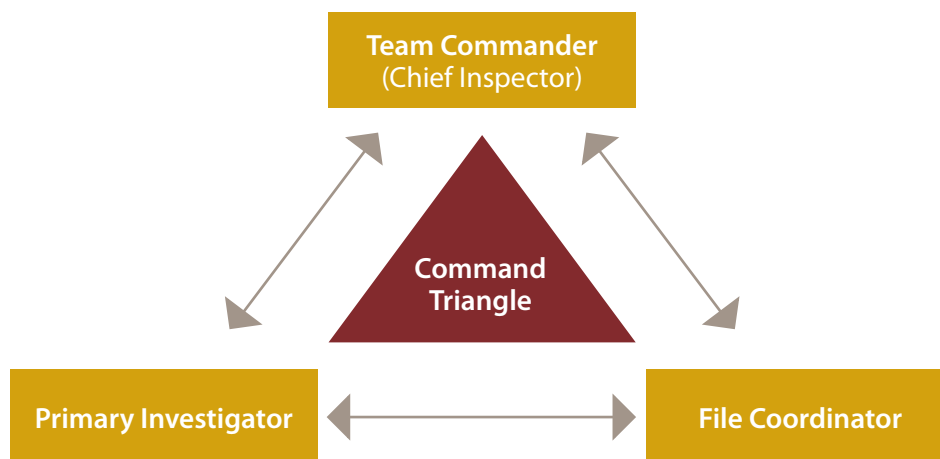 Team Commander
(Chief Inspector)
Command
Triangle
Primary Investigator
File Coordinator